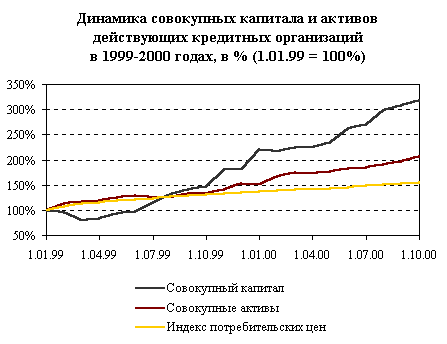 Динамика совокупных капитала и активов
действующих кредитных организаций
в 1999-2000 годах, в % (1.01.99 = 100%)
350%
300%
250%
200%
150%
100%
50%
1.01.99 1.04.99 1.07.99 1.10.99 1.01.00 1.04.00 1.07.00 1.10.00
Совокупный капитал
Совокупные активы
Индекс потребительских цен